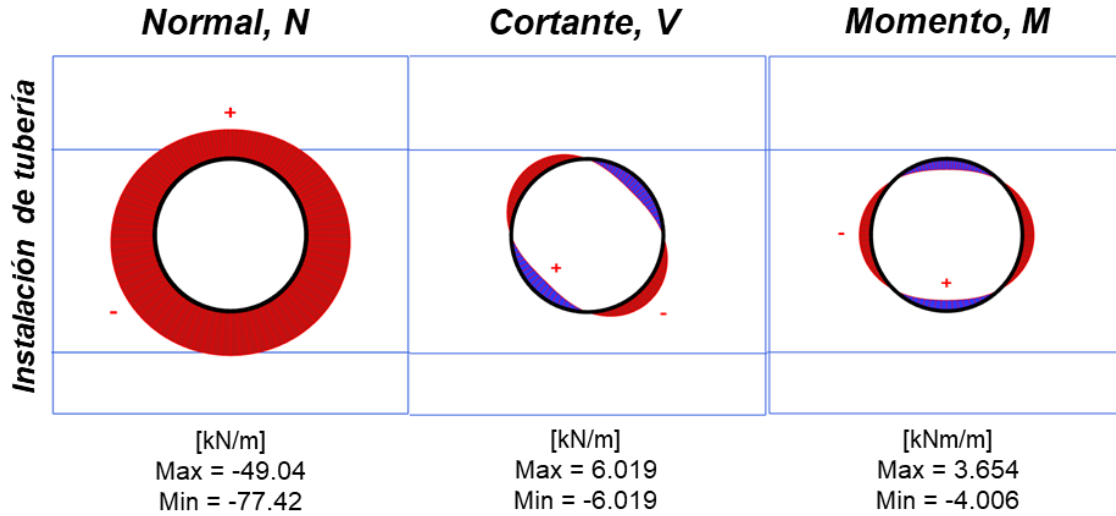 Normal, N
Cortante, V
Momento, M
Instalación de tubería
+
-
+
-
-
+
[kN/m]
Max = -49.04
Min = -77.42
[kN/m]
Max = 6.019
Min = -6.019
[kNm/m]
Max = 3.654
Min = -4.006